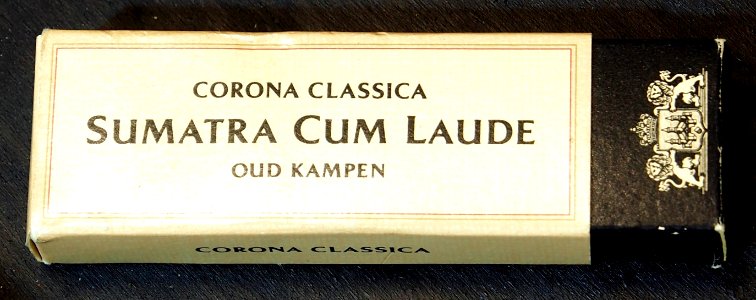 CORONA CLASSICA
SUMATRA CUM LAUDE
OUD KAMPEN
CORONA CLASSICA